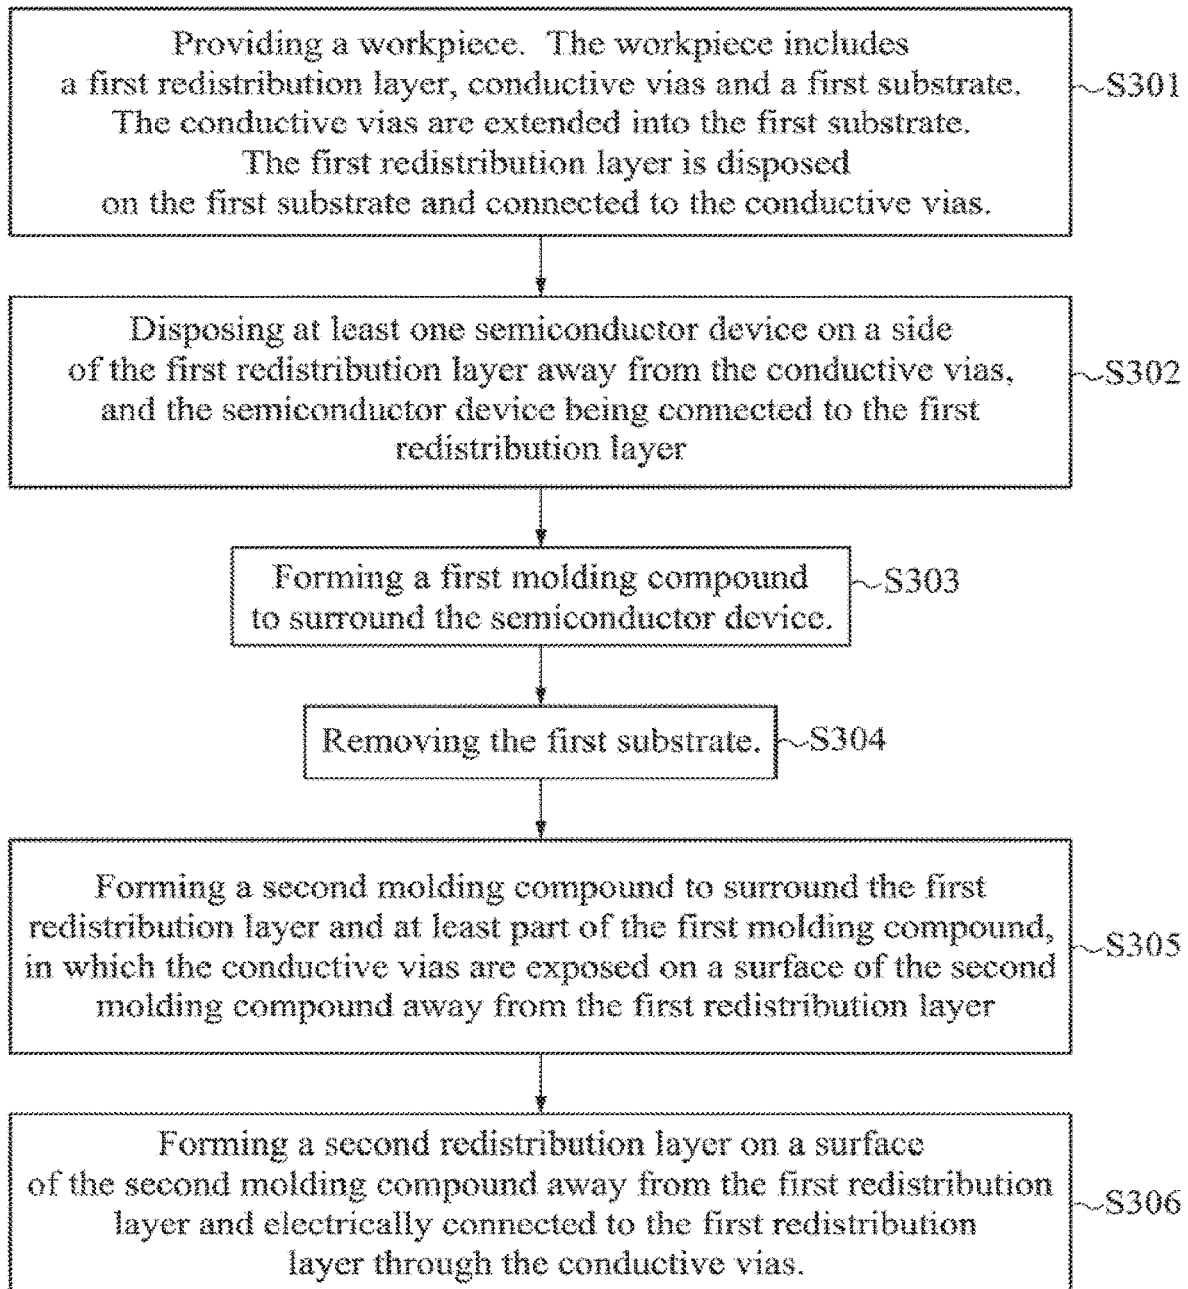 Providing a workpiece. The workpiece includes
a first redistribution layer, conductive vias and a first substrate.
The conductive vias are extended into the first substrate.
The first redistribution layer is disposed
on the first substrate and connected to the conductive vias.
S301
Disposing at least one semiconductor device on a side
of the first redistribution layer away from the conductive vias,
and the semiconductor device being connected to the first
redistribution layer
S302
Forming a first molding compound
to surround the semiconductor device.
S303
Removing the first substrate.
S304
Forming a second molding compound to surround the first
redistribution layer and at least part of the first molding compound,
in which the conductive vias are exposed on a surface of the second
molding compound away from the first redistribution layer
S305
Forming a second redistribution layer on a surface
of the second molding compound away from the first redistribution
layer and electrically connected to the first redistribution
layer through the conductive vias.
S306